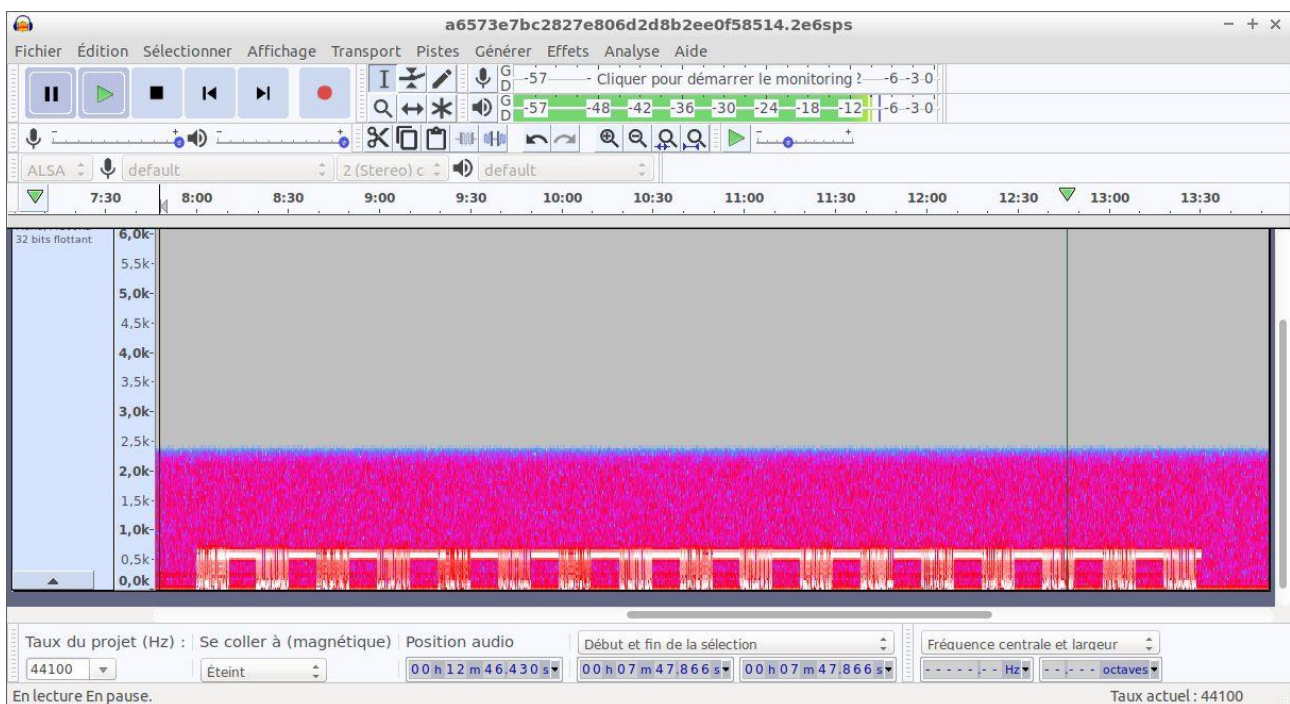 a6573e7bc2827e806d2d8b2ee0f58514.2e6sps
Fichier Édition Sélectionner Affichage Transport Pistes Générer Effets Analyse Aide
G D -57 - Cliquer pour démarrer le monitoring -6 -3 0
G D -57 -48 -42 -36 -30 -24 -18 -12 -6 -3 0
ALSA default 2 (Stereo) c default
7:30 8:00 8:30 9:00 9:30 10:00 10:30 11:00 11:30 12:00 12:30 13:00 13:30
32 bits flottant
6,0k
5,5k
5,0k
4,5k
4,0k
3,5k
3,0k
2,5k
2,0k
1,5k
1,0k
0,5k
0,0k
Taux du projet (Hz) : Se coller à (magnétique) Position audio Début et fin de la sélection Fréquence centrale et largeur
44100 Éteint 00 h 12 m 46.430 s 00 h 07 m 47.866 s 00 h 07 m 47.866 s Hz octaves
En lecture En pause. Taux actuel : 44100